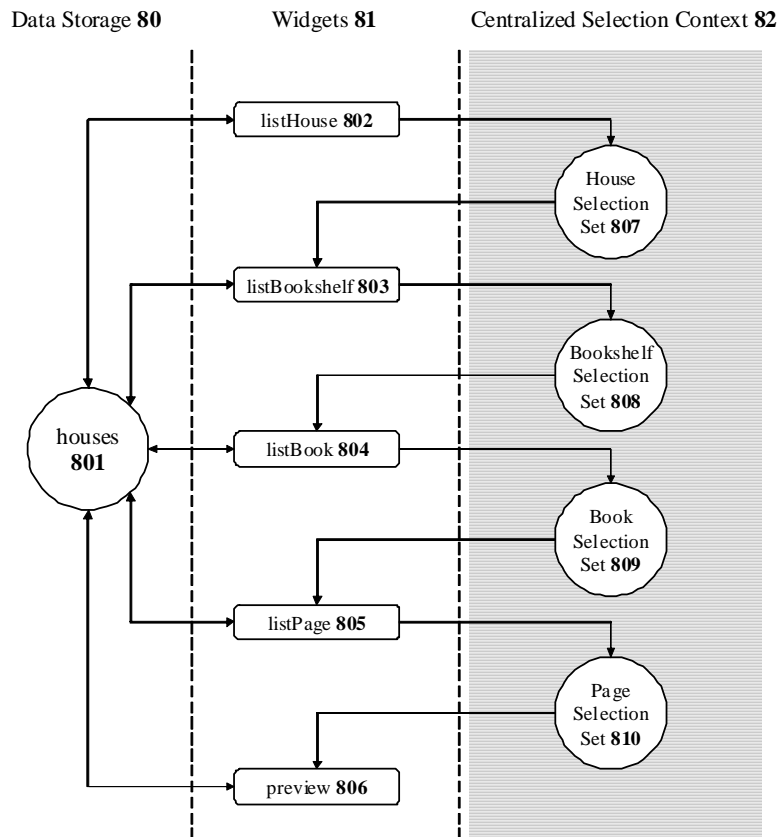 Data Storage 80
Widgets 81
Centralized Selection Context 82
listHouse 802
House
Selection
Set 807
listBookshelf 803
Bookshelf
Selection
Set 808
houses
801
listBook 804
Book
Selection
Set 809
listPage 805
Page
Selection
Set 810
preview 806